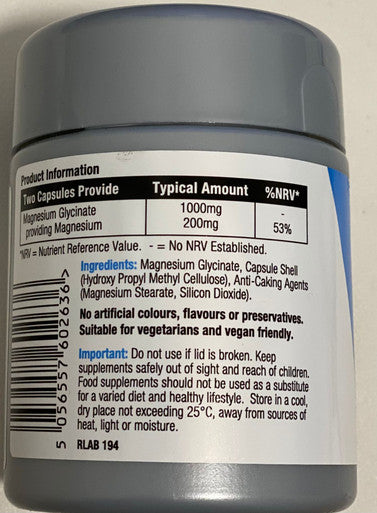 Product Information
Two Capsules Provide Typical Amount %NRV*
Magnesium Glycinate 1000mg -
providing Magnesium 200mg 53%
*NRV = Nutrient Reference Value. - = No NRV Established.
Ingredients: Magnesium Glycinate, Capsule Shell
(Hydroxy Propyl Methyl Cellulose), Anti-Caking Agents
(Magnesium Stearate, Silicon Dioxide).
No artificial colours, flavours or preservatives.
Suitable for vegetarians and vegan friendly.
Important: Do not use if lid is broken. Keep
supplements safely out of sight and reach of children.
Food supplements should not be used as a substitute
for a varied diet and healthy lifestyle. Store in a cool,
dry place not exceeding 25°C, away from sources of
heat, light or moisture.
RLAB 194
5 056557 602636 >